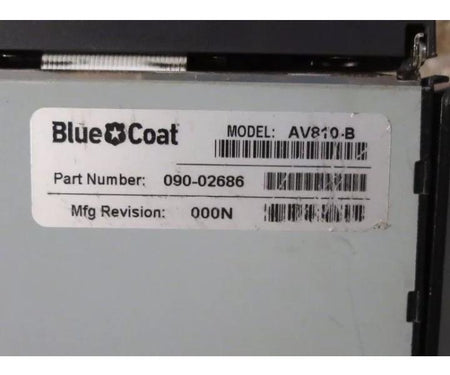 Blue Coat MODEL: AV810-B
Part Number: 090-02686
Mfg Revision: 000N